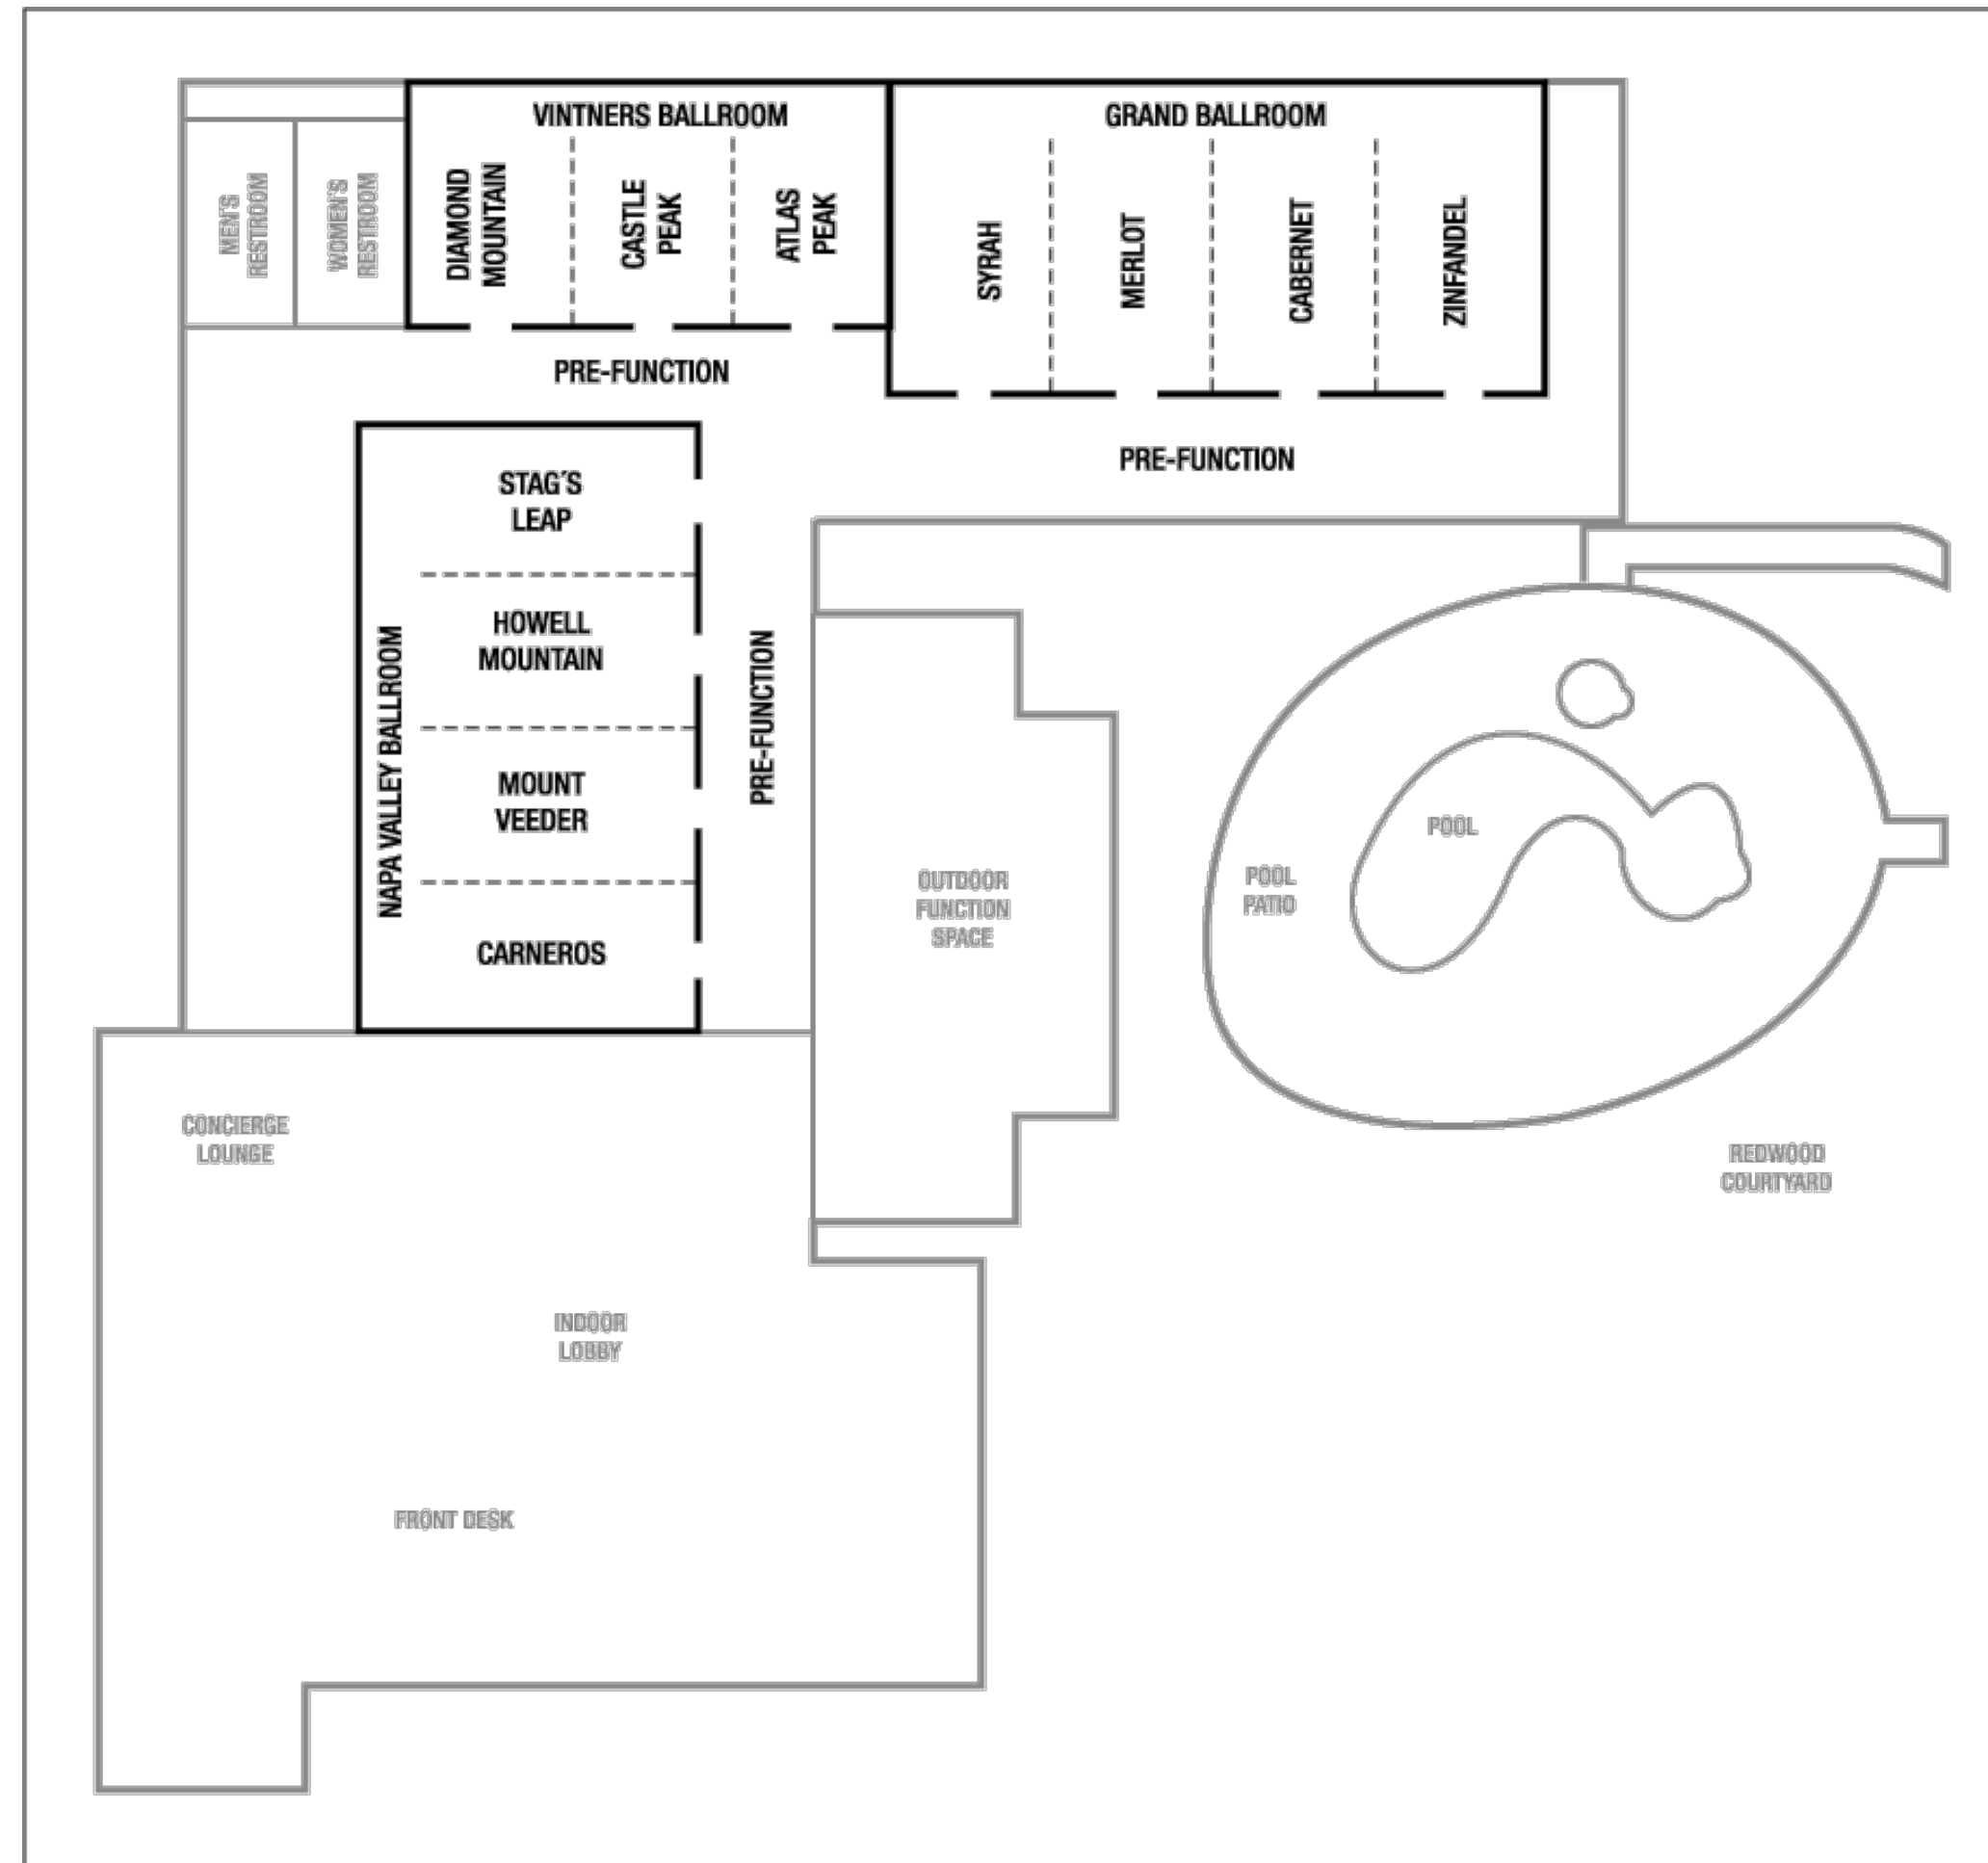 VINTNERS BALLROOM
GRAND BALLROOM
MEN'S
RESTROOM
WOMEN'S
RESTROOM
DIAMOND
MOUNTAIN
CASTLE
PEAK
ATLAS
PEAK
SYRAH
MERLOT
CABERNET
ZINFANDEL
PRE-FUNCTION
PRE-FUNCTION
STAG´S
LEAP
HOWELL
MOUNTAIN
NAPA VALLEY BALLROOM
PRE-FUNCTION
MOUNT
VEEDER
CARNEROS
OUTDOOR
FUNCTION
SPACE
POOL
POOL
PATIO
CONCIERGE
LOUNGE
REDWOOD
COURTYARD
INDOOR
LOBBY
FRONT DESK